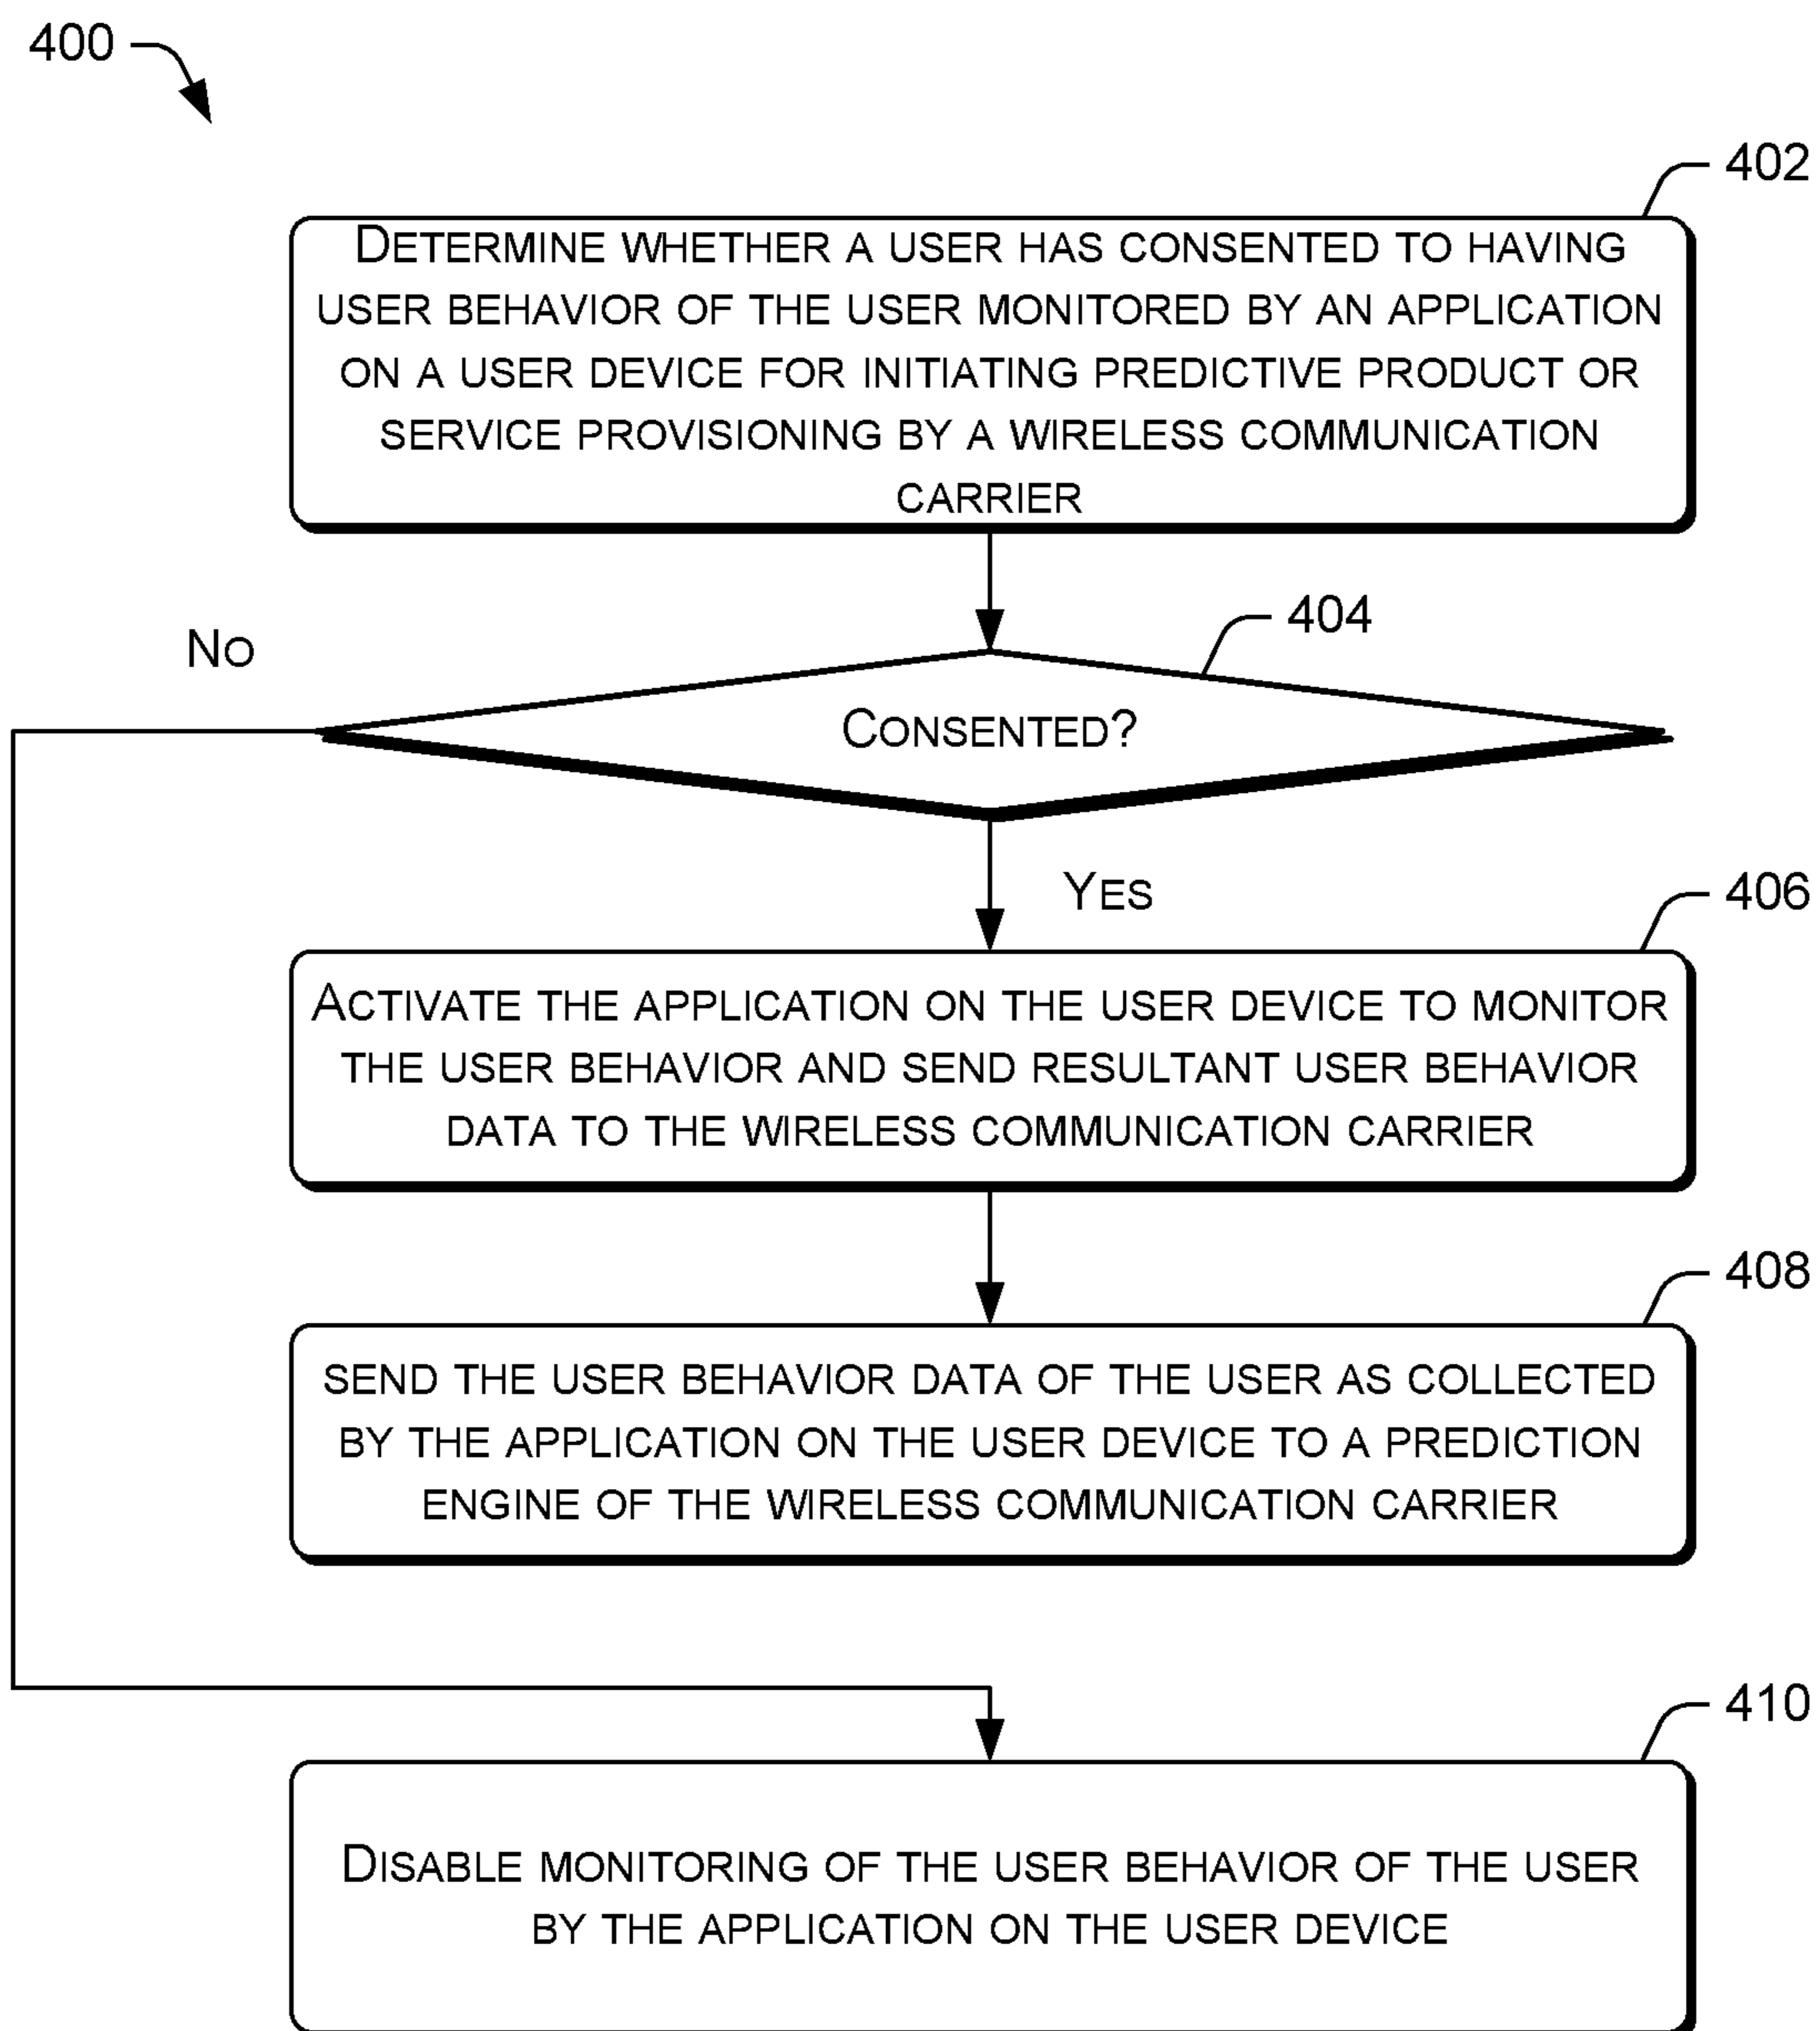 400
402
DETERMINE WHETHER A USER HAS CONSENTED TO HAVING
USER BEHAVIOR OF THE USER MONITORED BY AN APPLICATION
ON A USER DEVICE FOR INITIATING PREDICTIVE PRODUCT OR
SERVICE PROVISIONING BY A WIRELESS COMMUNICATION
CARRIER
404
NO
CONSENTED?
YES
406
ACTIVATE THE APPLICATION ON THE USER DEVICE TO MONITOR
THE USER BEHAVIOR AND SEND RESULTANT USER BEHAVIOR
DATA TO THE WIRELESS COMMUNICATION CARRIER
408
SEND THE USER BEHAVIOR DATA OF THE USER AS COLLECTED
BY THE APPLICATION ON THE USER DEVICE TO A PREDICTION
ENGINE OF THE WIRELESS COMMUNICATION CARRIER
410
DISABLE MONITORING OF THE USER BEHAVIOR OF THE USER
BY THE APPLICATION ON THE USER DEVICE